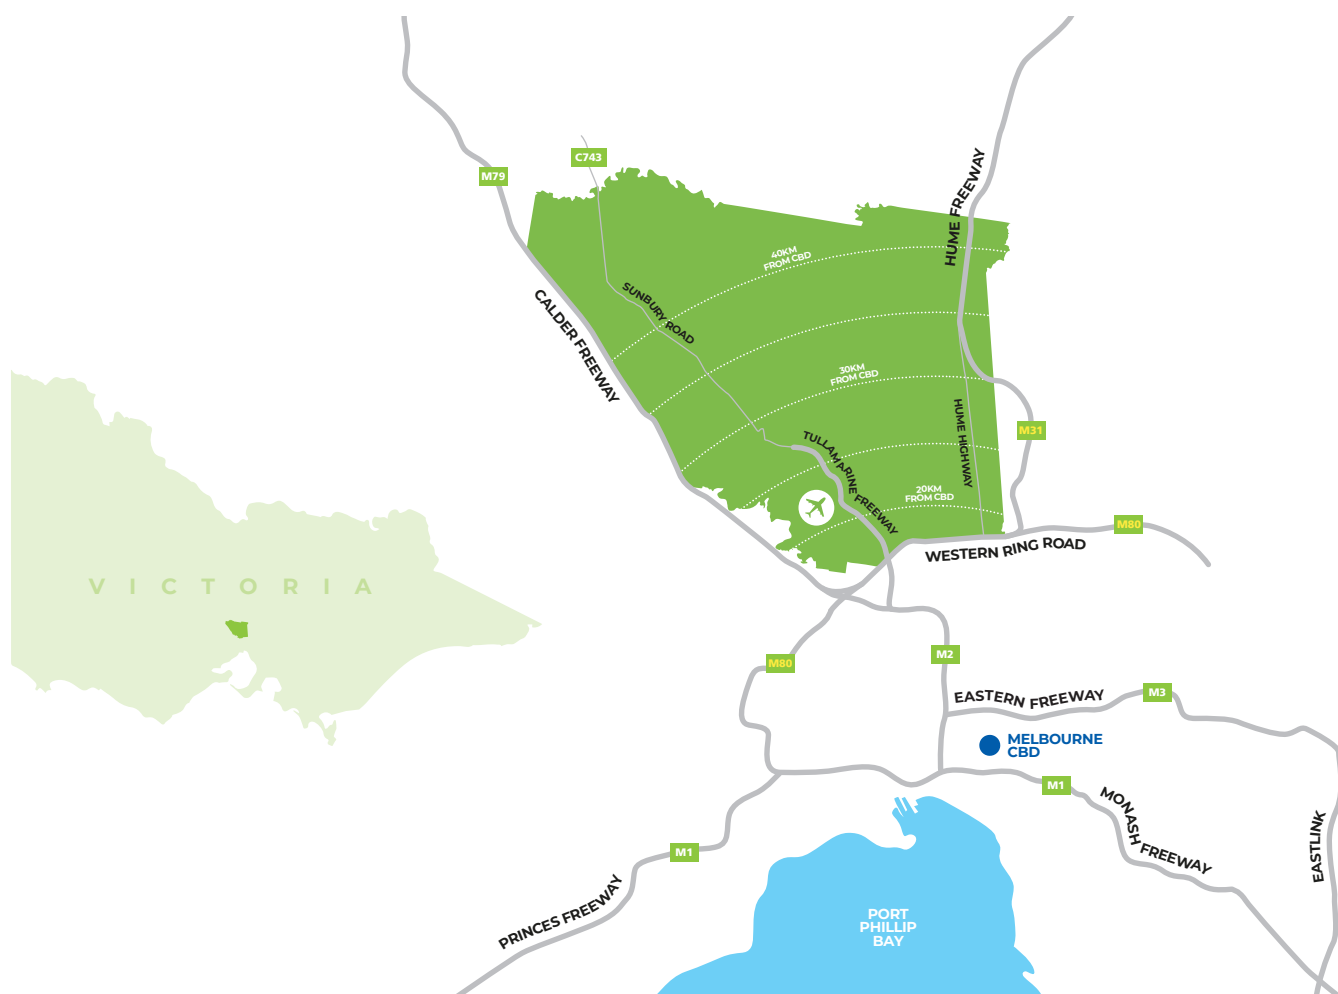 C743
M79
HUME FREEWAY
40KM
FROM CBD
SUNBURY ROAD
CALDER FREEWAY
30KM
FROM CBD
HUME HIGHWAY
M31
TULLAMARINE FREEWAY
20KM
FROM CBD
M80
WESTERN RING ROAD
VICTORIA
M2
M80
EASTERN FREEWAY
M3
MELBOURNE
CBD
M1
MONASH FREEWAY
EASTLINK
M1
PRINCES FREEWAY
PORT
PHILLIP
BAY